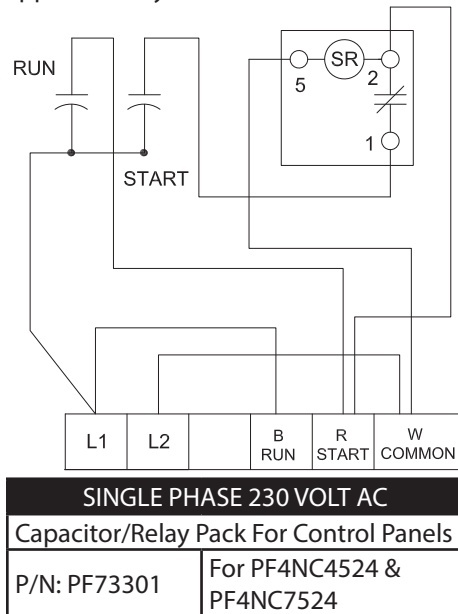 RUN
START
SR
5
2
1
L1
L2
B
RUN
R
START
W
COMMON
SINGLE PHASE 230 VOLT AC
Capacitor/Relay Pack For Control Panels
P/N: PF73301
For PF4NC4524 &
PF4NC7524